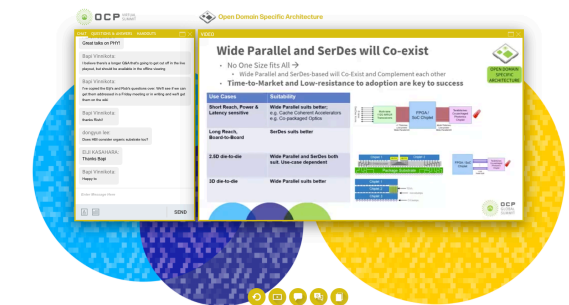 OCP VIRTUAL SUMMIT
Open Domain Specific Architecture
CHAT QUESTIONS & ANSWERS HANDOUTS
Great talks on PHY!
Bapi Vinnikota:
I believe there's a longer Q&A that's going to get cut off in the live
playout, but should be available in the offline viewing
Bapi Vinnikota:
I've copied the Eiji's and Rob's questions over. We'll see if we can
get them addressed in a Friday meeting or in writing and we'll get
them on the wiki
Bapi Vinnikota:
thanks Robin!
dongyun lee:
Does ABI consider organic substrate too?
EIJI KASAHARA:
Thanks Bapi
Bapi Vinnikota:
Happy to
Enter Message Here
SEND
VIDEO
Wide Parallel and SerDes will Co-exist
• No One Size fits All →
• Wide Parallel and SerDes-based will Co-Exist and Complement each other
• Time-to-Market and Low-resistance to adoption are key to success
OPEN DOMAIN
SPECIFIC
ARCHITECTURE
Use Cases Suitability
Short Reach, Power &
Latency sensitive
Wide Parallel suits better;
e.g. Cache Coherent Accelerators
e.g. Co packaged Optics
Long Reach,
Board-to-Board
SerDes suits better
2.5D die-to-die
Wide Parallel and SerDes both
suit. Use-case dependent
3D die-to-die
Wide Parallel suits better
FPGA/
SoC Chiplet
Package Substrate
OCP
GLOBAL
SUMMIT